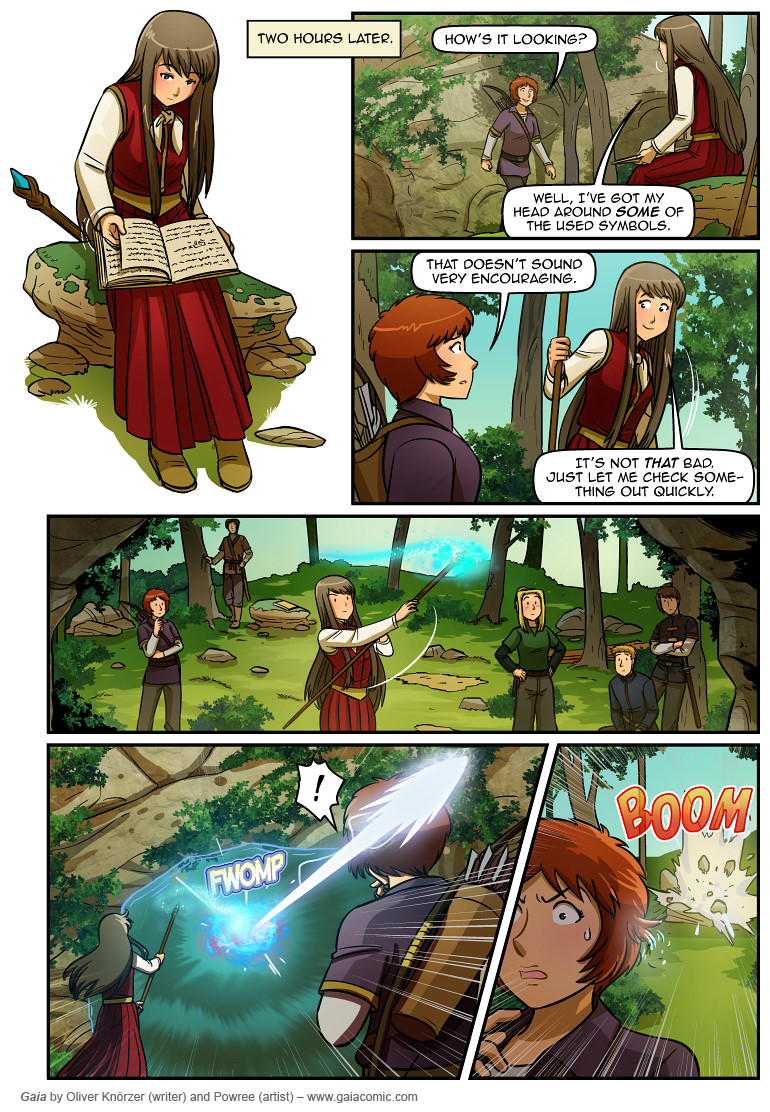 TWO HOURS LATER.
HOW'S IT LOOKING?
WELL, I'VE GOT MY
HEAD AROUND SOME OF
THE USED SYMBOLS.
THAT DOESN'T SOUND
VERY ENCOURAGING.
IT'S NOT THAT BAD.
JUST LET ME CHECK SOME-
THING OUT QUICKLY.
!
FWOMP
BOOM
Gaia by Oliver Knörzer (writer) and Powree (artist) – www.gaiacomic.com